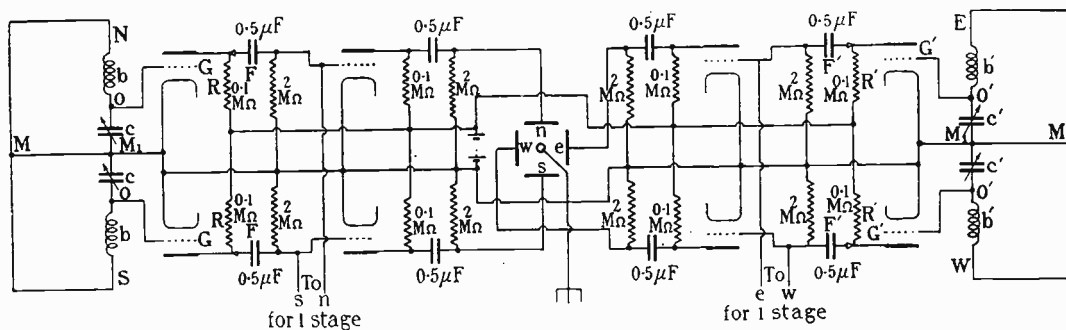 N
E
0·5μF
0·5μF
0·5μF
0·5μF
b
G
F
R
0·1 MΩ
2 MΩ
0·1 MΩ
2 MΩ
2 MΩ
0·1 MΩ
2 MΩ
F′
R′
0·1 MΩ
G′
b′
O
O′
c
c′
n
M
M₁
w
e
M₁
M
s
c
c′
O
O′
R
0·1 MΩ
2 MΩ
0·1 MΩ
2 MΩ
2 MΩ
0·1 MΩ
2 MΩ
0·1 MΩ
R′
b
G
F
F′
G′
b′
S
W
0·5μF
0·5μF
0·5μF
0·5μF
To
To
s n
e w
for 1 stage
for 1 stage